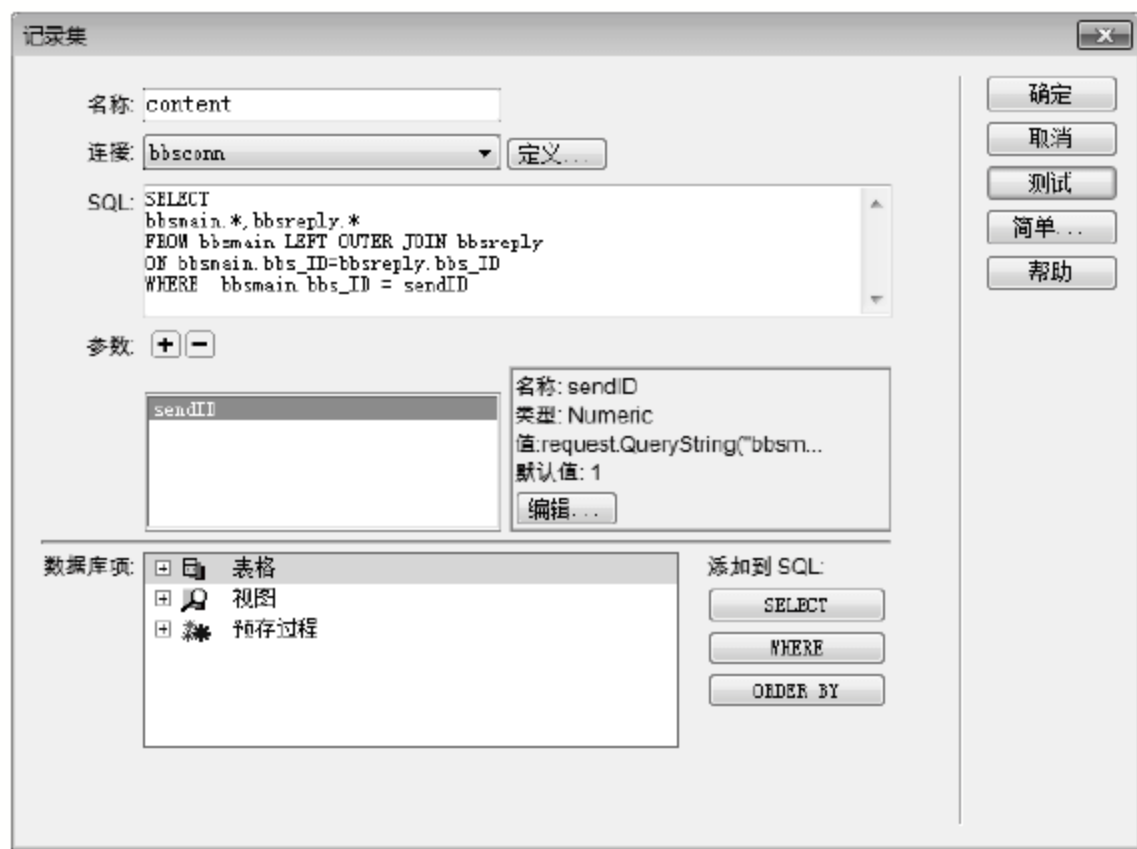 记录集
名称: content
连接: bbsconn 定义...
SQL: SELECT
bbsmain.*,bbsreply.*
FROM bbsmain LEFT OUTER JOIN bbsreply
ON bbsmain.bbs_ID=bbsreply.bbs_ID
WHERE bbsmain.bbs_ID = sendID
参数:
sendID
名称: sendID
类型: Numeric
值:request.QueryString("bbsm...
默认值: 1
编辑...
数据库项:
表格
视图
预存过程
添加到 SQL:
SELECT
WHERE
ORDER BY
确定
取消
测试
简单...
帮助